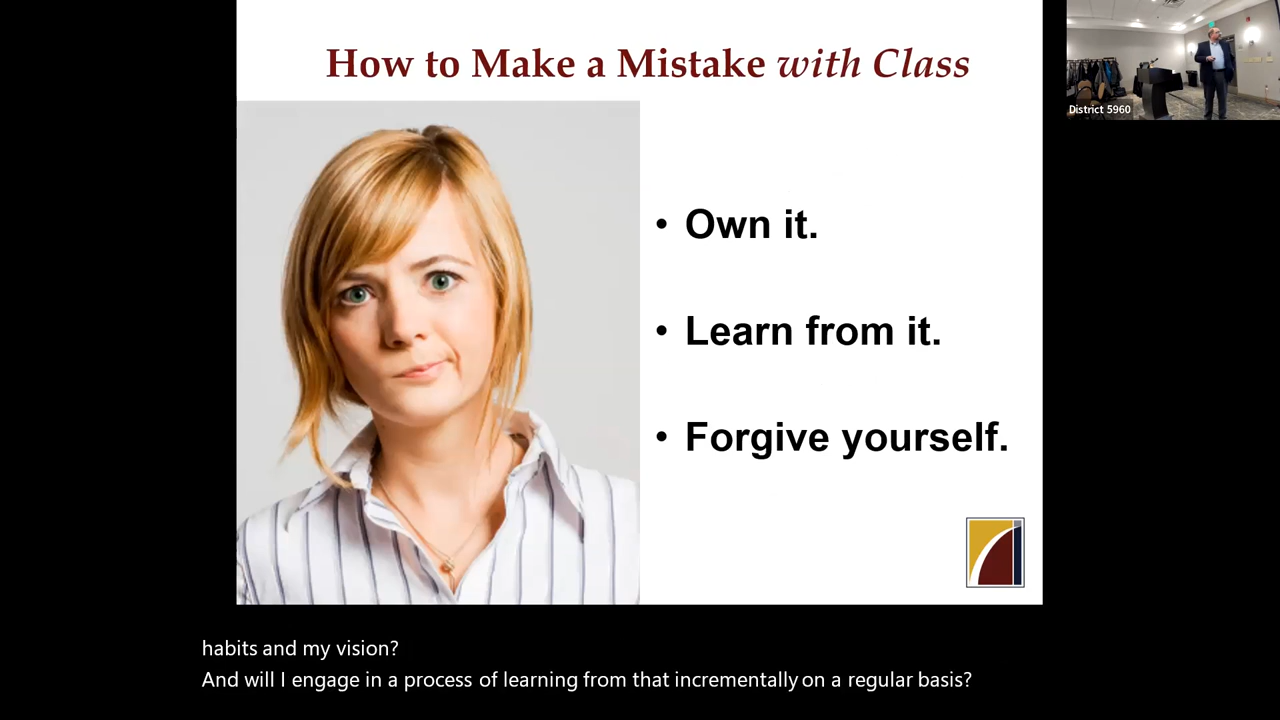 How to Make a Mistake with Class
District 5960
• Own it.
• Learn from it.
• Forgive yourself.
habits and my vision?
And will I engage in a process of learning from that incrementally on a regular basis?